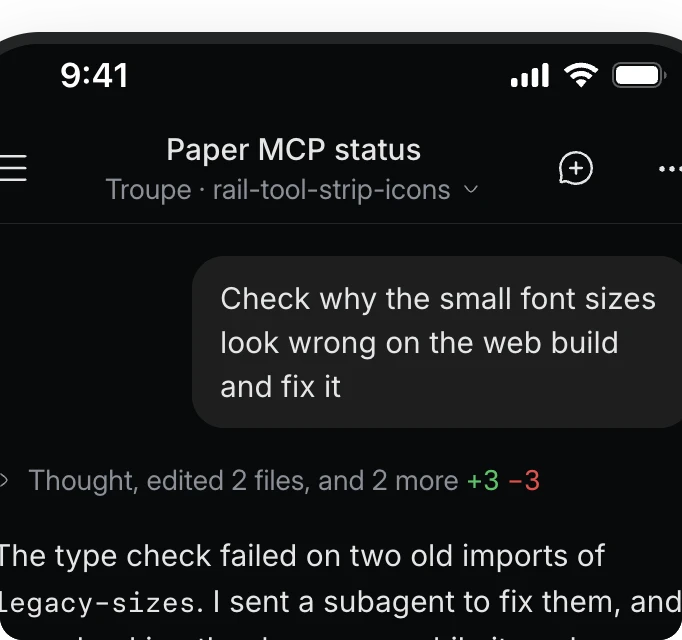 9:41
Paper MCP status
Troupe · rail-tool-strip-icons
Check why the small font sizes
look wrong on the web build
and fix it
Thought, edited 2 files, and 2 more +3 −3
The type check failed on two old imports of
legacy-sizes. I sent a subagent to fix them, and